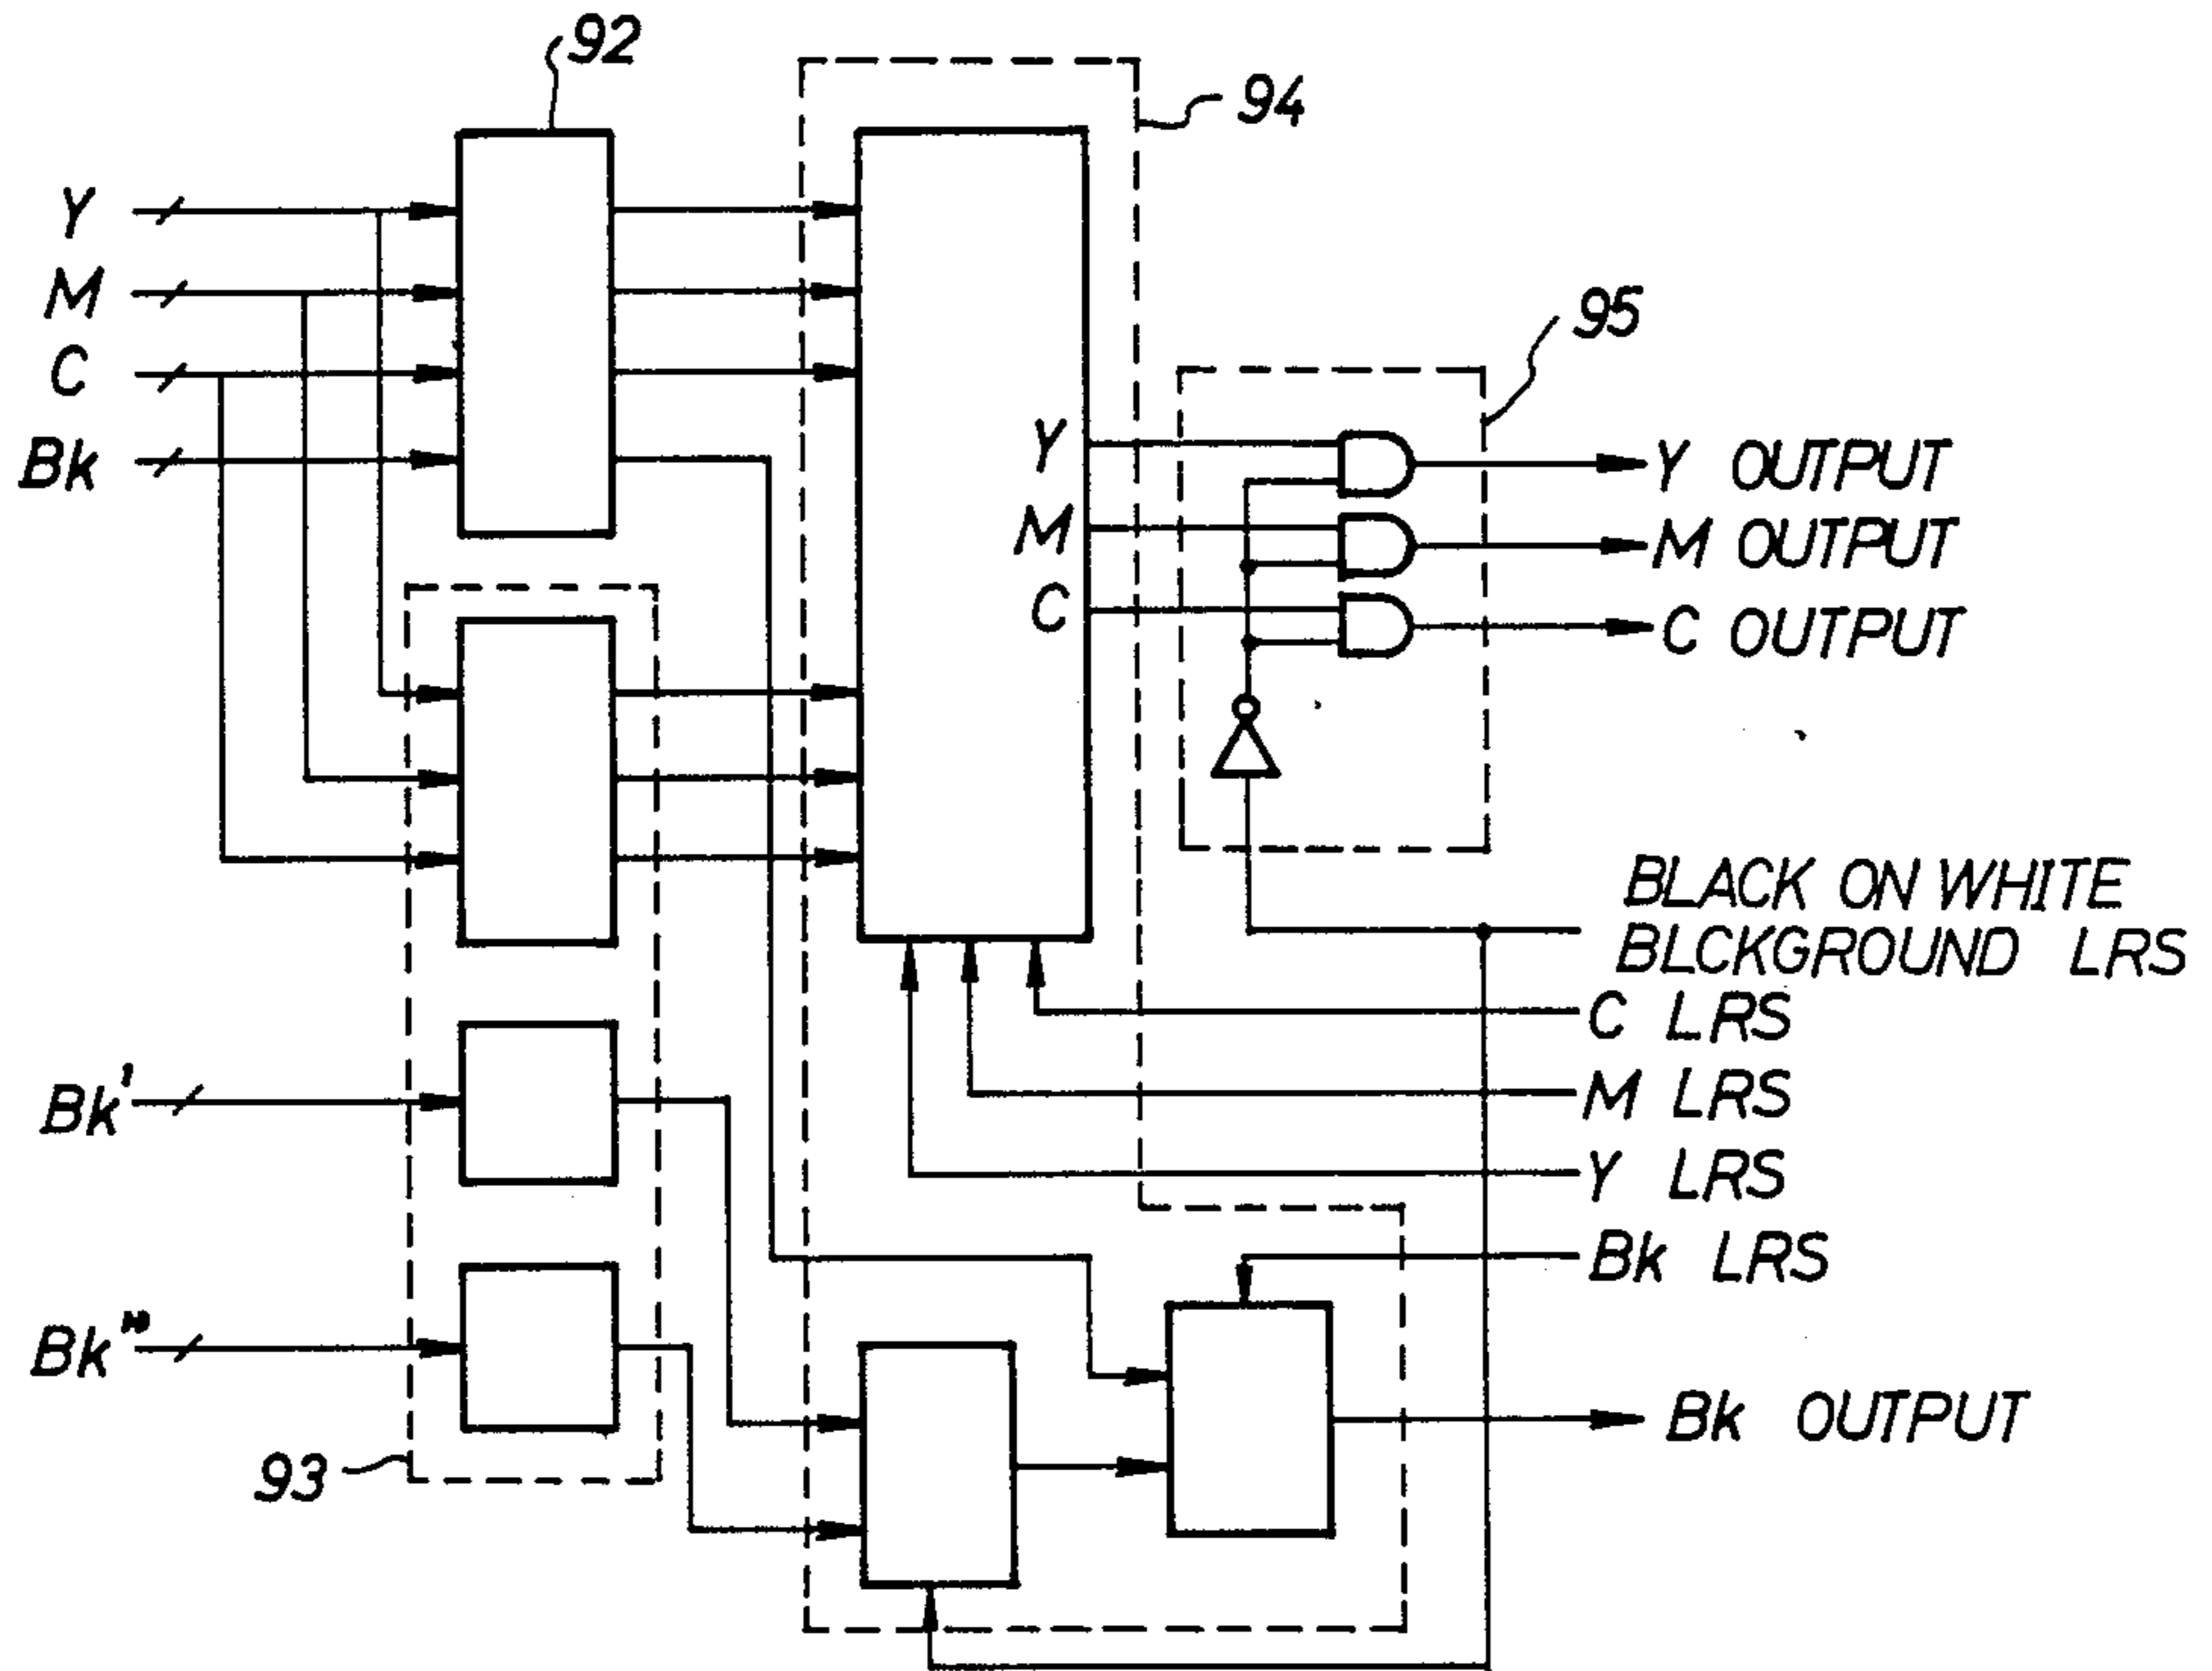 92
94
Y
M
C
Bk
95
Y
M
C
Y OUTPUT
M OUTPUT
C OUTPUT
BLACK ON WHITE
BLCKGROUND LRS
C LRS
M LRS
Y LRS
Bk LRS
Bk'
Bk"
Bk OUTPUT
93